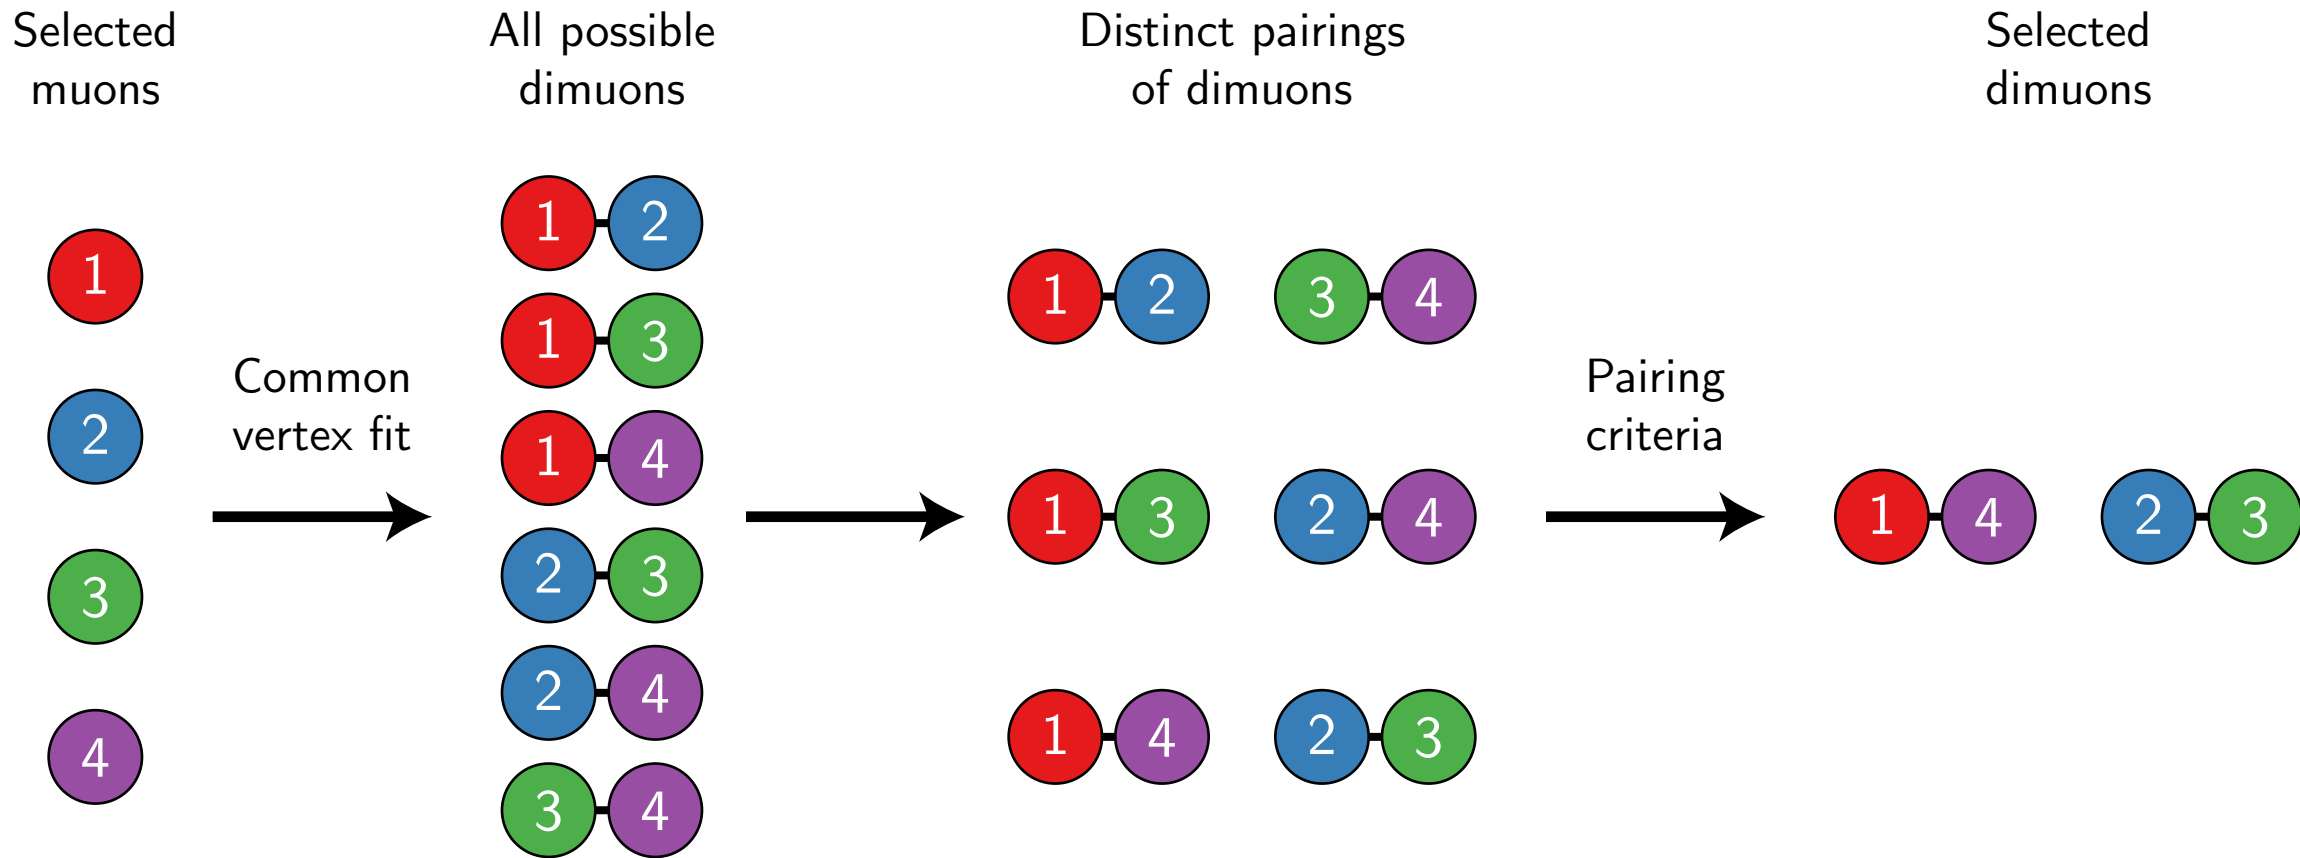 Selected
muons
All possible
dimuons
Distinct pairings
of dimuons
Selected
dimuons
1
2
3
4
Common
vertex fit
1 2
1 3
1 4
2 3
2 4
3 4
1 2 3 4
1 3 2 4
1 4 2 3
Pairing
criteria
1 4 2 3